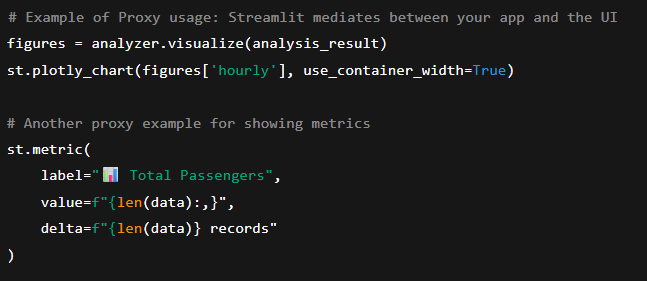 # Example of Proxy usage: Streamlit mediates between your app and the UI
figures = analyzer.visualize(analysis_result)
st.plotly_chart(figures['hourly'], use_container_width=True)
# Another proxy example for showing metrics
st.metric(
    label="📊 Total Passengers",
    value=f"{len(data):,}",
    delta=f"{len(data)} records"
)